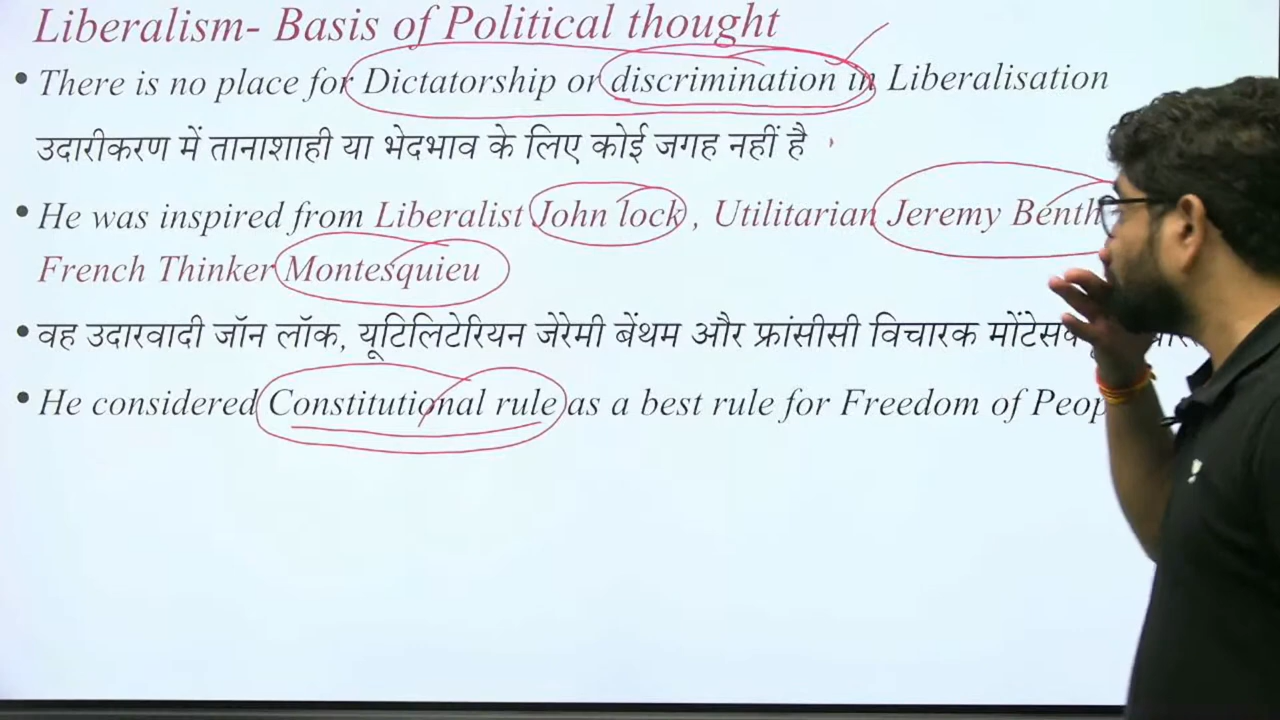 Liberalism- Basis of Political thought
• There is no place for Dictatorship or discrimination in Liberalisation
उदारीकरण में तानाशाही या भेदभाव के लिए कोई जगह नहीं है
• He was inspired from Liberalist John lock , Utilitarian Jeremy Benth
French Thinker Montesquieu
• वह उदारवादी जॉन लॉक, यूटिलिटेरियन जेरेमी बेंथम और फ्रांसीसी विचारक
• He considered Constitutional rule as a best rule for Freedom of Peop